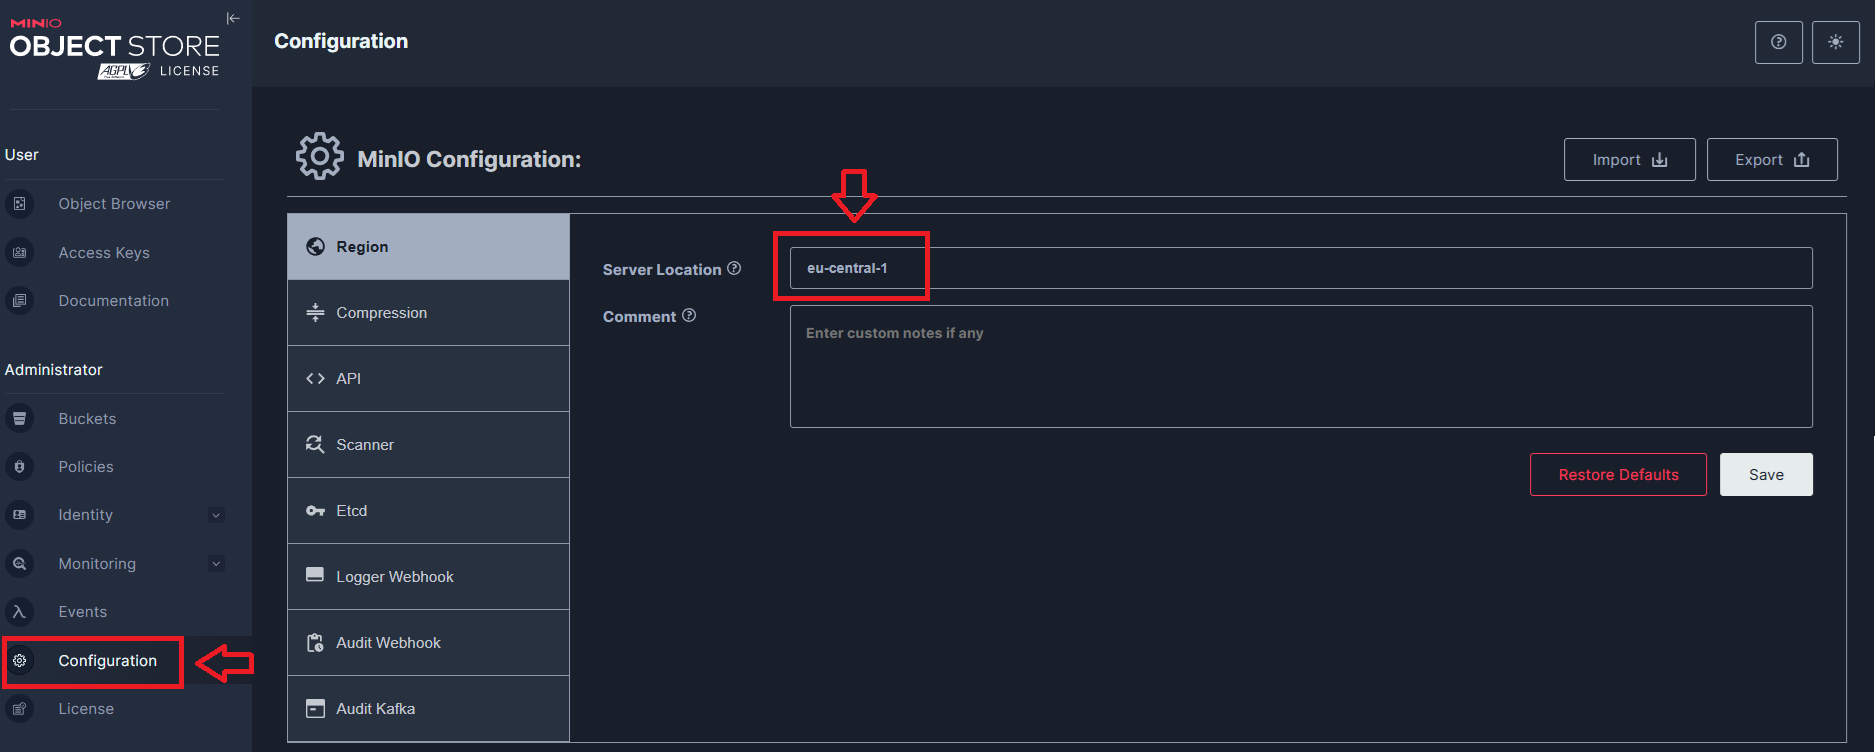 MINIO
OBJECT STORE
AGPL LICENSE
Configuration
User
Object Browser
Access Keys
Documentation
Administrator
Buckets
Policies
Identity
Monitoring
Events
Configuration
License
MinIO Configuration:
Import
Export
Region
Compression
API
Scanner
Etcd
Logger Webhook
Audit Webhook
Audit Kafka
Server Location
eu-central-1
Comment
Enter custom notes if any
Restore Defaults
Save